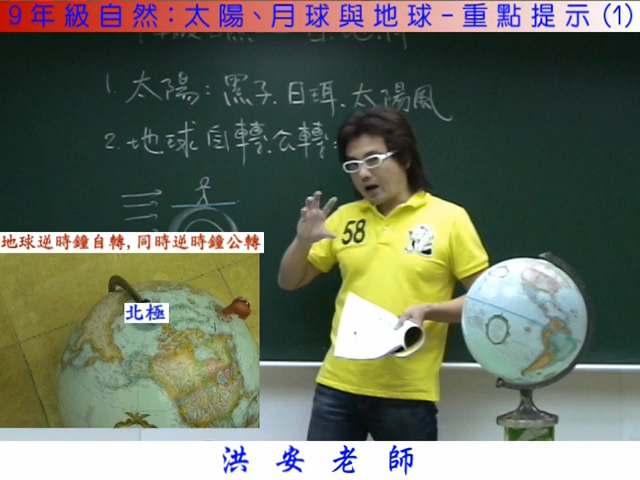 9年級自然:太陽、月球與地球-重點提示(1)
1. 太陽:黑子、日珥、太陽風
2. 地球自轉、公轉:
58
地球逆時鐘自轉,同時逆時鐘公轉
北極
洪安老師